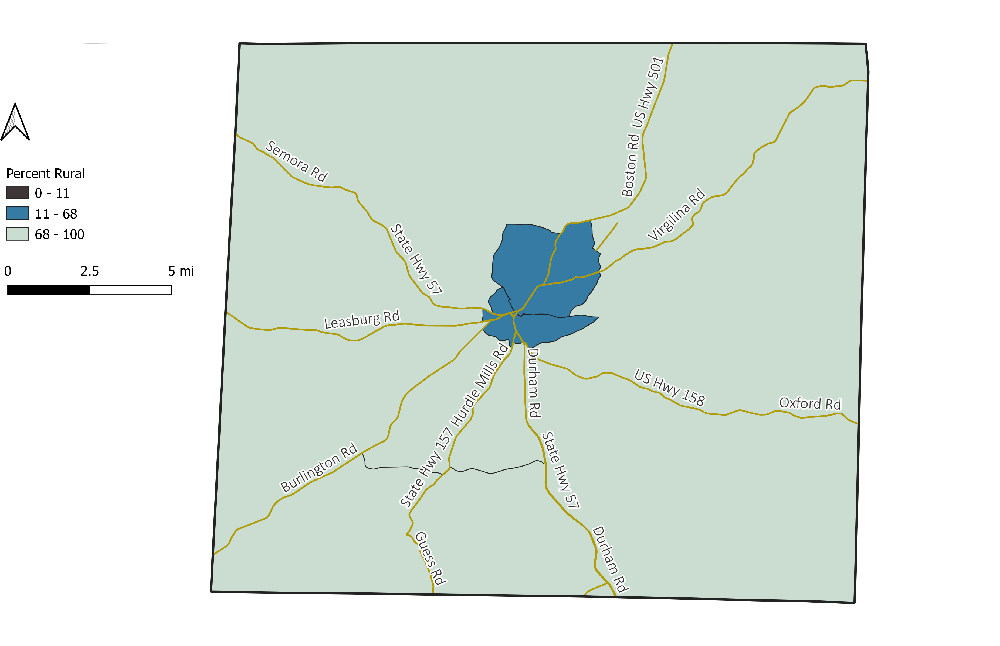 Percent Rural
0 - 11
11 - 68
68 - 100
0 2.5 5 mi
Boston Rd US Hwy 501
Semora Rd
Virgilina Rd
State Hwy 57
Leasburg Rd
State Hwy 157 Hurdle Mills Rd
Durham Rd
US Hwy 158
Oxford Rd
State Hwy 57
Burlington Rd
Guess Rd
Durham Rd